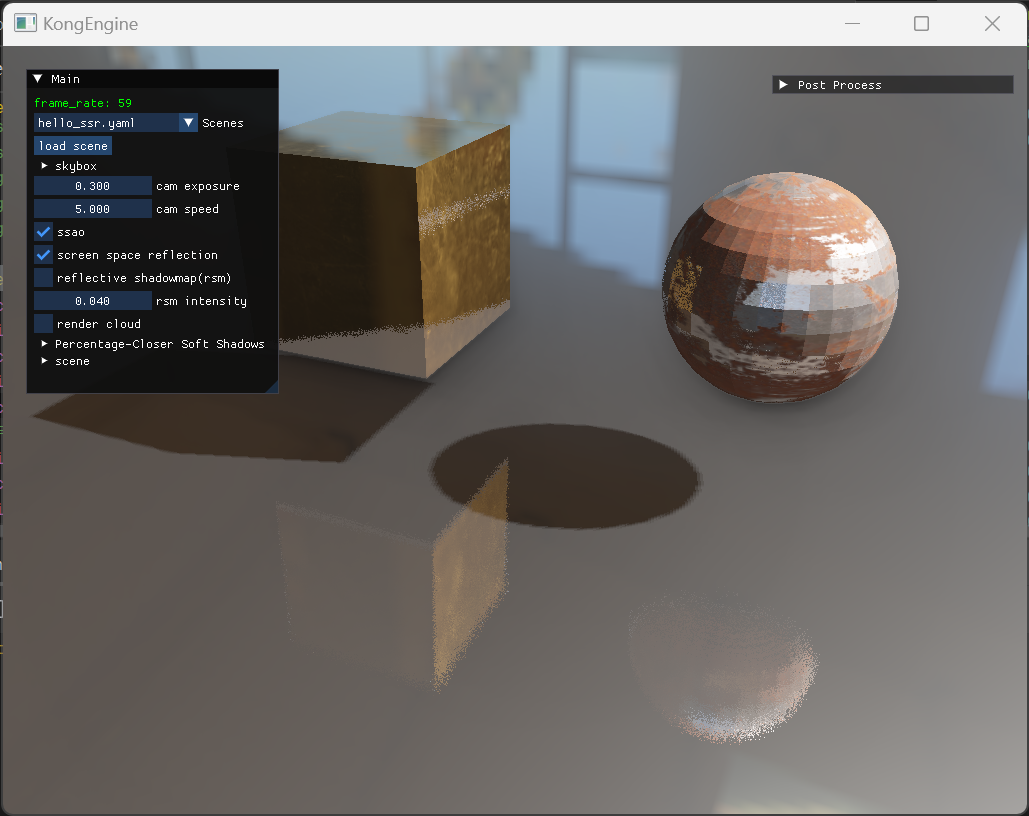 KongEngine
Main
Post Process
frame_rate: 59
hello_ssr.yaml Scenes
load scene
skybox
0.300 cam exposure
5.000 cam speed
ssao
screen space reflection
reflective shadowmap(rsm)
0.040 rsm intensity
render cloud
Percentage-Closer Soft Shadows
scene